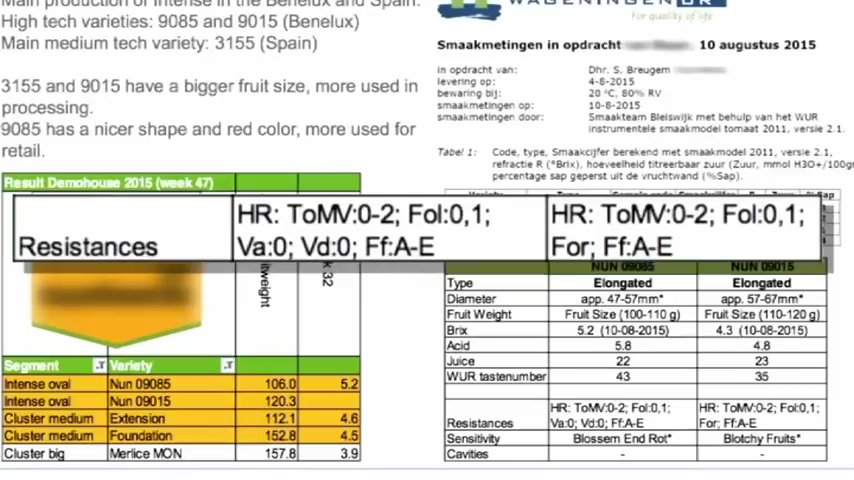 Main production of Intense in the Benelux and Spain.
High tech varieties: 9085 and 9015 (Benelux)
Main medium tech variety: 3155 (Spain)
3155 and 9015 have a bigger fruit size, more used in
processing.
9085 has a nicer shape and red color, more used for
retail.
WAGENINGEN UR
For quality of life
Smaakmetingen in opdracht 10 augustus 2015
in opdracht van: Dhr. S. Breugem
levering op: 4-8-2015
bewaring bij: 20 °C, 80% RV
smaakmetingen op: 10-8-2015
smaakmetingen door: Smaakteam Bleiswijk met behulp van het WUR
instrumentele smaakmodel tomaat 2011, versie 2.1.
Tabel 1: Code, type, Smaakcijfer berekend met smaakmodel 2011, versie 2.1,
refractie R (°Brix), hoeveelheid titreerbaar zuur (Zuur, mmol H3O+/100gr
percentage sap geperst uit de vruchtwand (%Sap)
Result Demohouse 2015 (week 47)
Resistances HR: ToMV:0-2; Fol:0,1; Va:0; Vd:0; Ff:A-E HR: ToMV:0-2; Fol:0,1; For; Ff:A-E
Segment Variety
Intense oval Nun 09085 106.0 5.2
Intense oval Nun 09015 120.3
Cluster medium Extension 112.1 4.6
Cluster medium Foundation 152.8 4.5
Cluster big Merlice MON 157.8 3.9
NUN 09085 NUN 09015
Type Elongated Elongated
Diameter app. 47-57mm* app. 57-67mm*
Fruit Weight Fruit Size (100-110 g) Fruit Size (110-120 g)
Brix 5.2 (10-08-2015) 4.3 (10-08-2015)
Acid 5.8 4.8
Juice 22 23
WUR tastenumber 43 35
Resistances HR: ToMV:0-2; Fol:0,1; Va:0; Vd:0; Ff:A-E HR: ToMV:0-2; Fol:0,1; For; Ff:A-E
Sensitivity Blossem End Rot* Blotchy Fruits*
Cavities - -